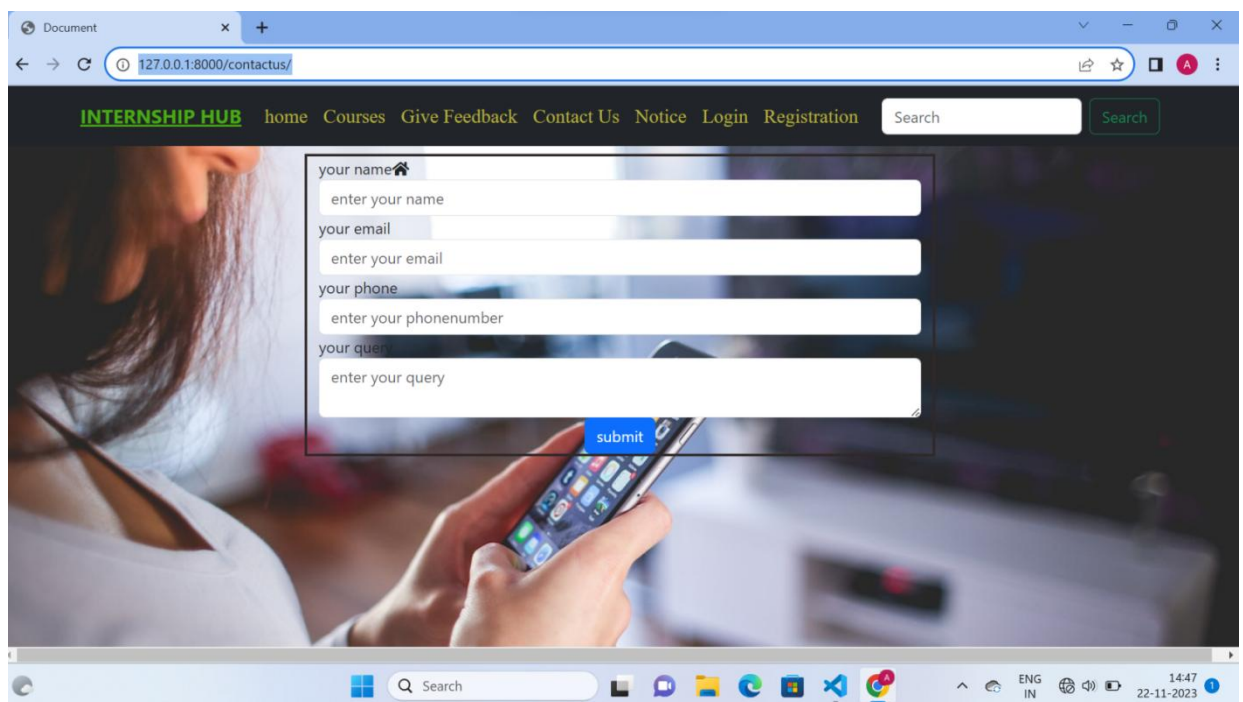 Document
127.0.0.1:8000/contactus/
A
INTERNSHIP HUB home Courses Give Feedback Contact Us Notice Login Registration Search Search
your name
enter your name
your email
enter your email
your phone
enter your phonenumber
your query
enter your query
submit
Search
A
ENG
IN
14:47
22-11-2023
1